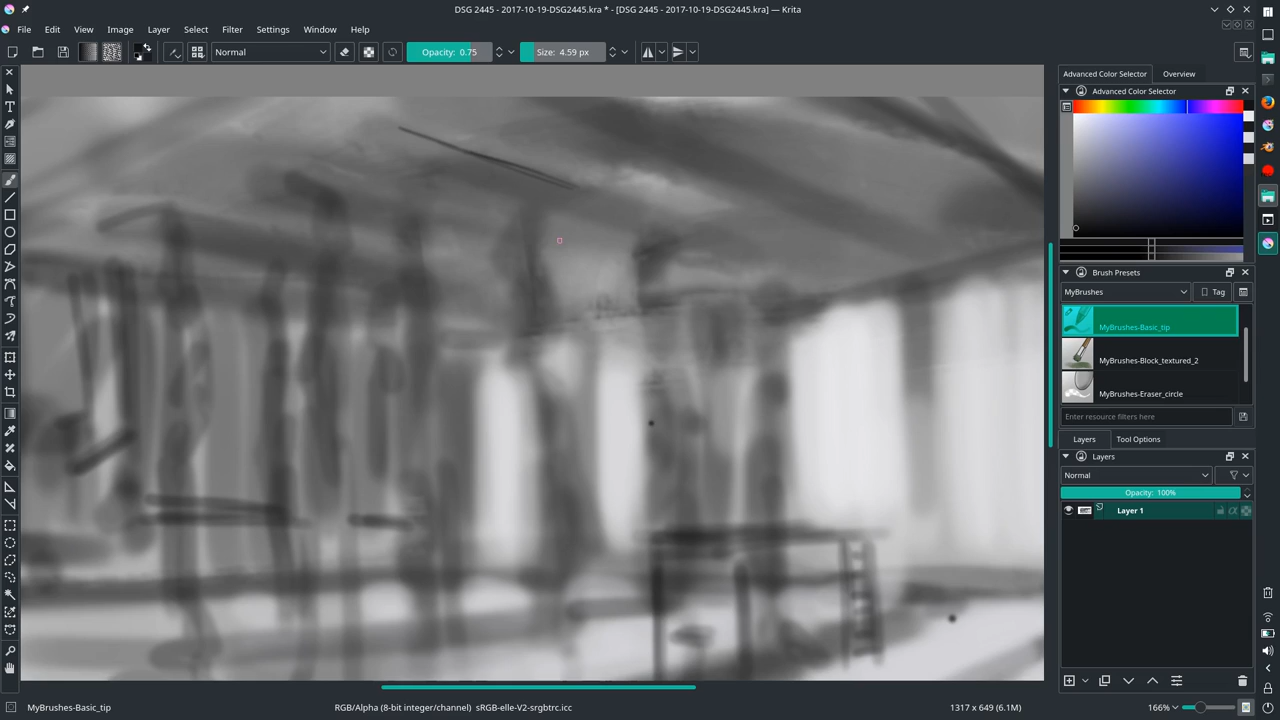 DSG 2445 - 2017-10-19-DSG2445.kra * - [DSG 2445 - 2017-10-19-DSG2445.kra] — Krita
File Edit View Image Layer Select Filter Settings Window Help
Normal Opacity: 0.75 Size: 4.59 px
Advanced Color Selector Overview
Advanced Color Selector
Brush Presets
MyBrushes Tag
MyBrushes-Basic_tip
MyBrushes-Block_textured_2
MyBrushes-Eraser_circle
Enter resource filters here
Layers Tool Options
Layers
Normal
Opacity: 100%
Layer 1
MyBrushes-Basic_tip RGB/Alpha (8-bit integer/channel) sRGB-elle-V2-srgbtrc.icc 1317 x 649 (6.1M) 166%